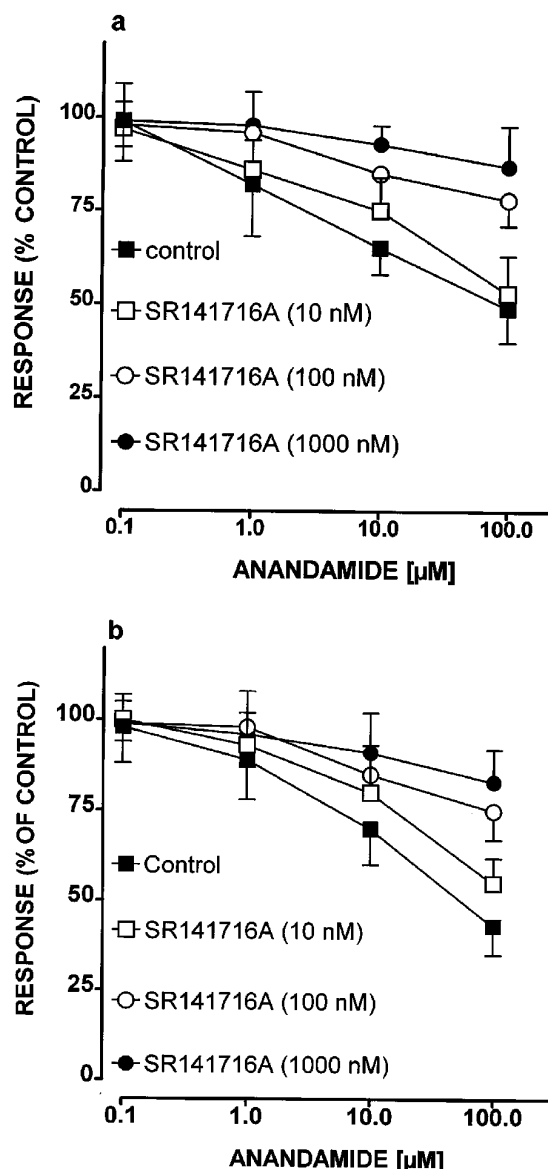 a
RESPONSE (% CONTROL)
100
75
50
25
0
control
SR141716A (10 nM)
SR141716A (100 nM)
SR141716A (1000 nM)
0.1 1.0 10.0 100.0
ANANDAMIDE [µM]
b
RESPONSE (% OF CONTROL)
100
75
50
25
0
Control
SR141716A (10 nM)
SR141716A (100 nM)
SR141716A (1000 nM)
0.1 1.0 10.0 100.0
ANANDAMIDE [µM]